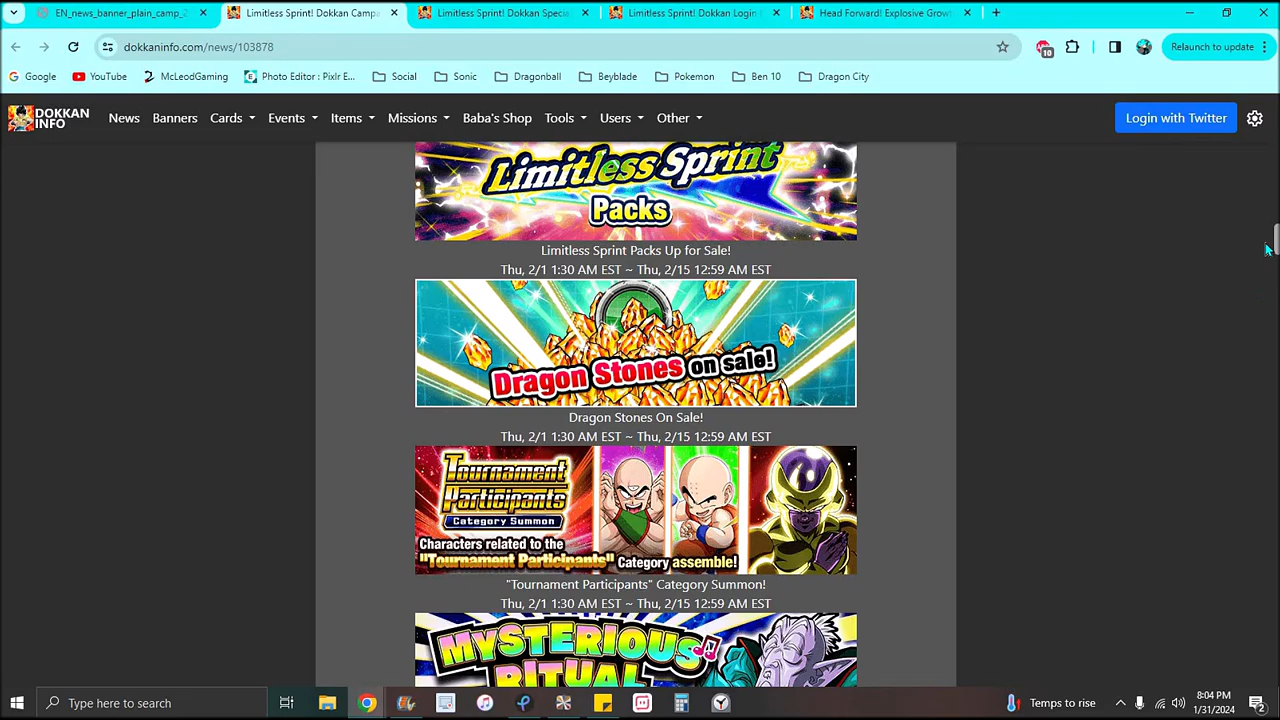 EN_news_banner_plain_camp_2
Limitless Sprint! Dokkan Campa
Limitless Sprint! Dokkan Specia
Limitless Sprint! Dokkan Login
Head Forward! Explosive Grow
dokkaninfo.com/news/103878
10
Relaunch to update
Google
YouTube
McLeodGaming
Photo Editor : Pixlr E...
Social
Sonic
Dragonball
Beyblade
Pokemon
Ben 10
Dragon City
DOKKAN
INFO
News
Banners
Cards
Events
Items
Missions
Baba's Shop
Tools
Users
Other
Login with Twitter
Limitless Sprint
Packs
Limitless Sprint Packs Up for Sale!
Thu, 2/1 1:30 AM EST ~ Thu, 2/15 12:59 AM EST
Dragon Stones on sale!
Dragon Stones On Sale!
Thu, 2/1 1:30 AM EST ~ Thu, 2/15 12:59 AM EST
Tournament
Participants
Category Summon
Characters related to the
"Tournament Participants" Category assemble!
"Tournament Participants" Category Summon!
Thu, 2/1 1:30 AM EST ~ Thu, 2/15 12:59 AM EST
MYSTERIOUS
RITUAL
Type here to search
Temps to rise
8:04 PM
1/31/2024
2